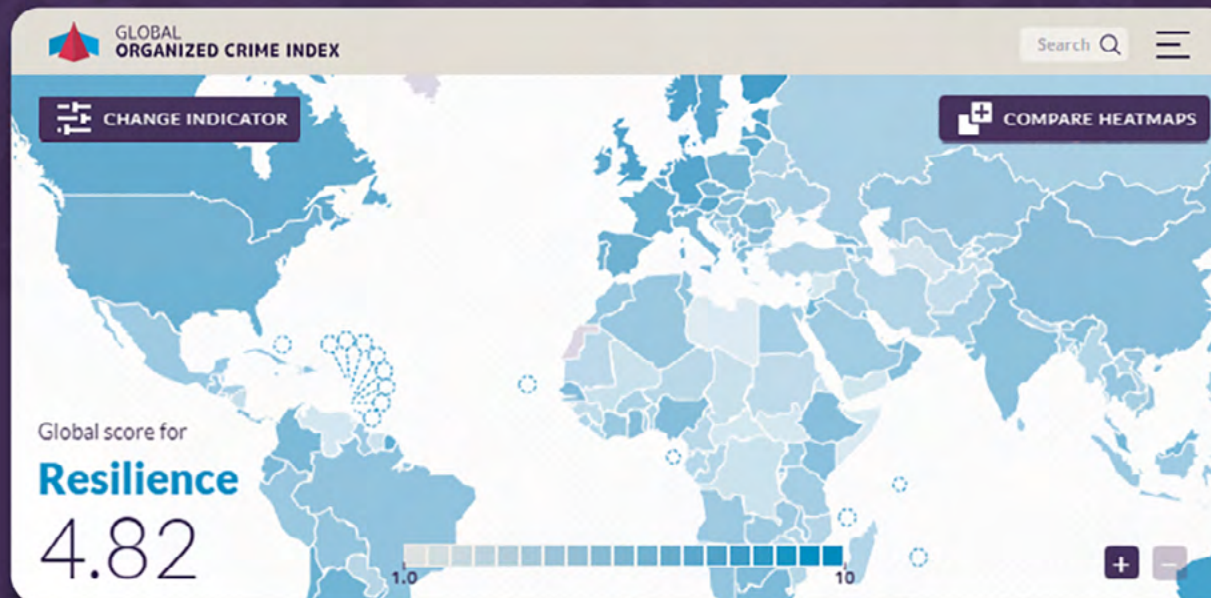 GLOBAL
ORGANIZED CRIME INDEX
Search
CHANGE INDICATOR
COMPARE HEATMAPS
Global score for
Resilience
4.82
1.0
10
+
−